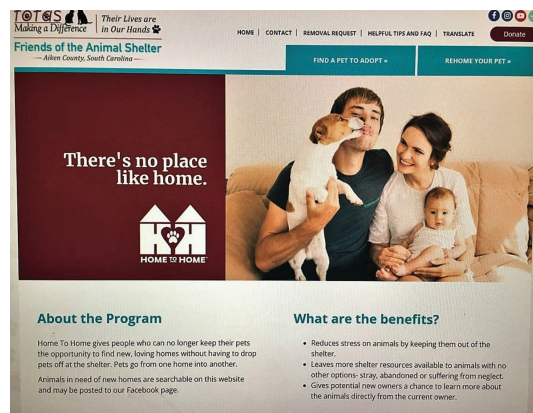 FOTAS
Making a Difference
Their Lives are
in Our Hands
Friends of the Animal Shelter
Aiken County, South Carolina
HOME | CONTACT | REMOVAL REQUEST | HELPFUL TIPS AND FAQ | TRANSLATE
Donate
FIND A PET TO ADOPT »
REHOME YOUR PET »
There's no place
like home.
HOME TO HOME
About the Program
Home To Home gives people who can no longer keep their pets
the opportunity to find new, loving homes without having to drop
pets off at the shelter. Pets go from one home into another.
Animals in need of new homes are searchable on this website
and may be posted to our Facebook page.
What are the benefits?
• Reduces stress on animals by keeping them out of the
shelter.
• Leaves more shelter resources available to animals with no
other options- stray, abandoned or suffering from neglect.
• Gives potential new owners a chance to learn more about
the animals directly from the current owner.